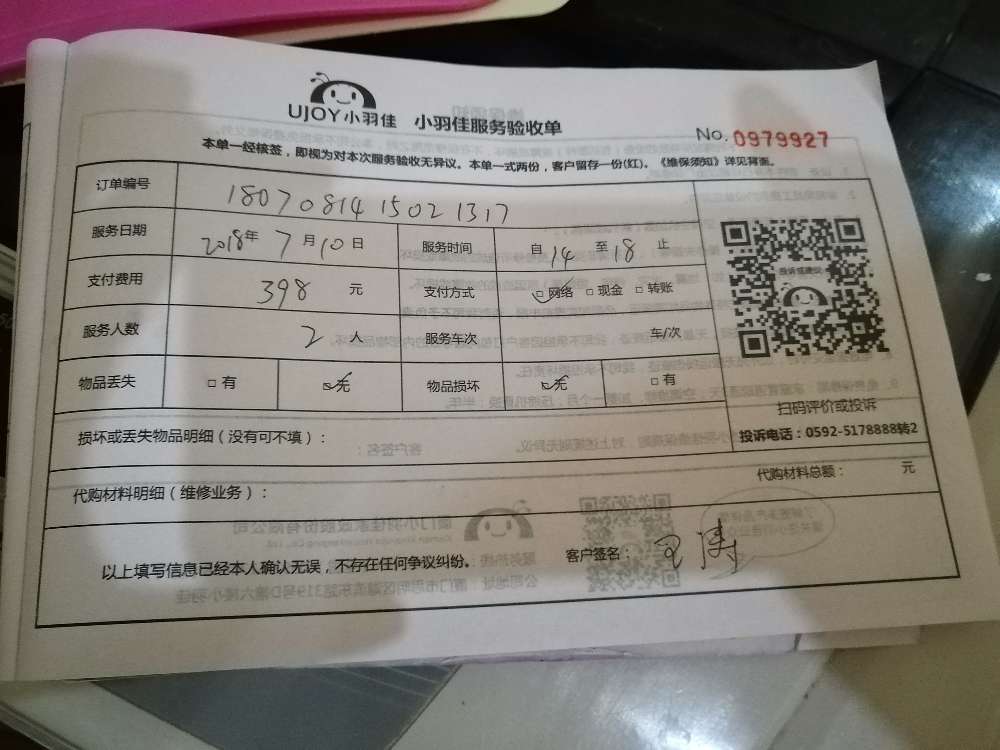 UJOY小羽佳 小羽佳服务验收单
No. 0979927
本单一经核签，即视为对本次服务验收无异议。本单一式两份，客户留存一份(红)。《维保须知》详见背面。
订单编号 18070814 15021317
服务日期 2018年7月10日 服务时间 自14至18止
支付费用 398元 支付方式 □网络 □现金 □转账
服务人数 2人 服务车次 车/次
物品丢失 □有 □无 物品损坏 □无 □有
扫码评价或投诉
投诉电话：0592-5178888转2
损坏或丢失物品明细（没有可不填）：
代购材料明细（维修业务）： 代购材料总额： 元
以上填写信息已经本人确认无误，不存在任何争议纠纷。 客户签名：王涛